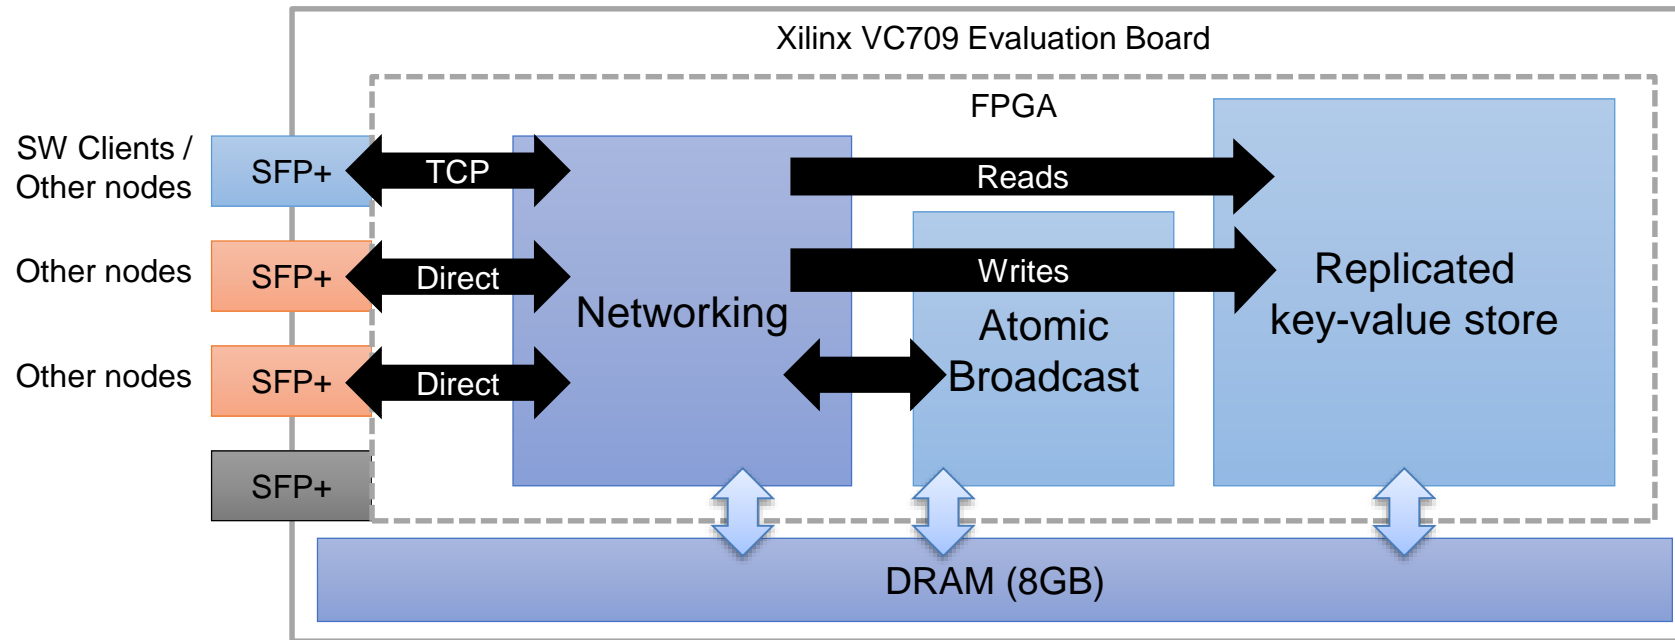 Xilinx VC709 Evaluation Board
FPGA
SW Clients /
Other nodes
SFP+
TCP
Reads
Other nodes
SFP+
Direct
Writes
Networking
Atomic
Broadcast
Replicated
key-value store
Other nodes
SFP+
Direct
SFP+
DRAM (8GB)